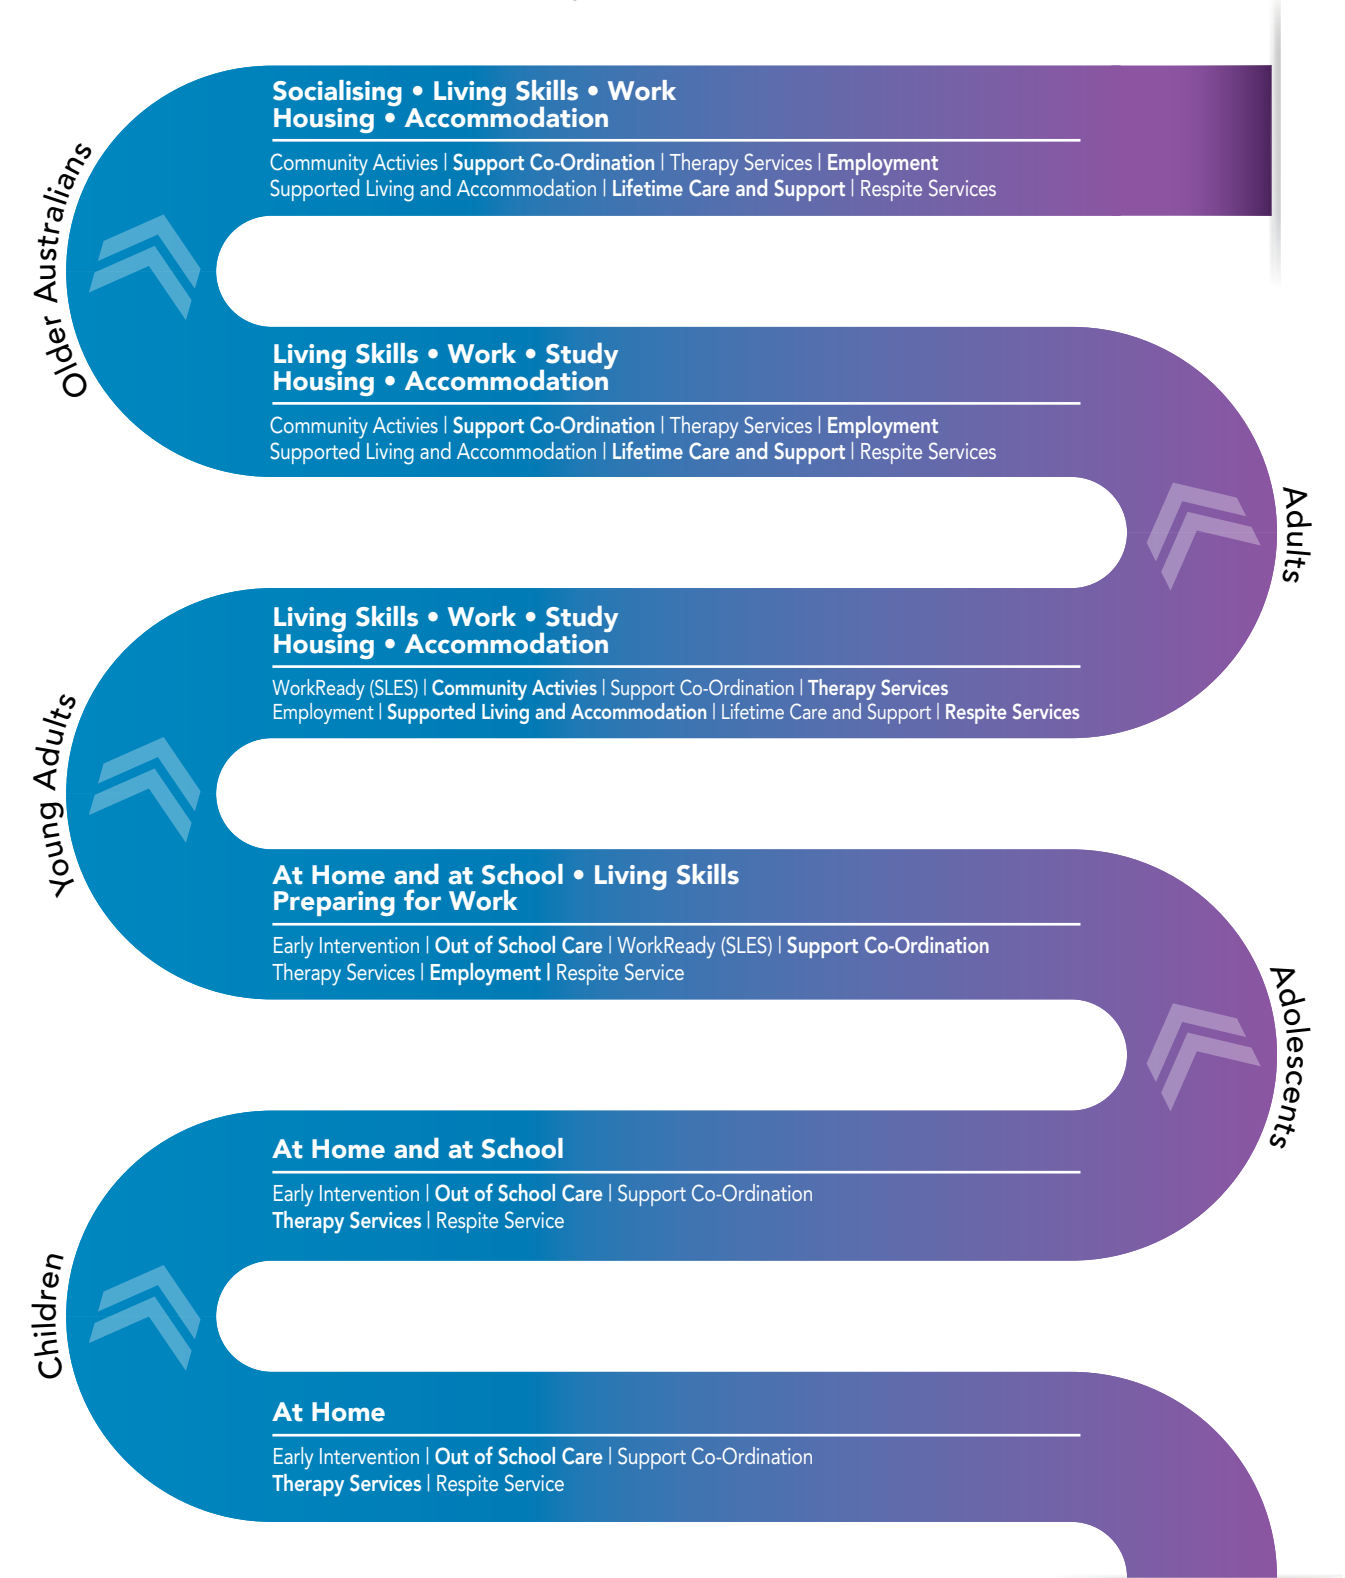 Socialising • Living Skills • Work
Housing • Accommodation
Community Activies | Support Co-Ordination | Therapy Services | Employment
Supported Living and Accommodation | Lifetime Care and Support | Respite Services
Older Australians
Living Skills • Work • Study
Housing • Accommodation
Community Activies | Support Co-Ordination | Therapy Services | Employment
Supported Living and Accommodation | Lifetime Care and Support | Respite Services
Adults
Living Skills • Work • Study
Housing • Accommodation
WorkReady (SLES) | Community Activies | Support Co-Ordination | Therapy Services
Employment | Supported Living and Accommodation | Lifetime Care and Support | Respite Services
Young Adults
At Home and at School • Living Skills
Preparing for Work
Early Intervention | Out of School Care | WorkReady (SLES) | Support Co-Ordination
Therapy Services | Employment | Respite Service
Adolescents
At Home and at School
Early Intervention | Out of School Care | Support Co-Ordination
Therapy Services | Respite Service
Children
At Home
Early Intervention | Out of School Care | Support Co-Ordination
Therapy Services | Respite Service